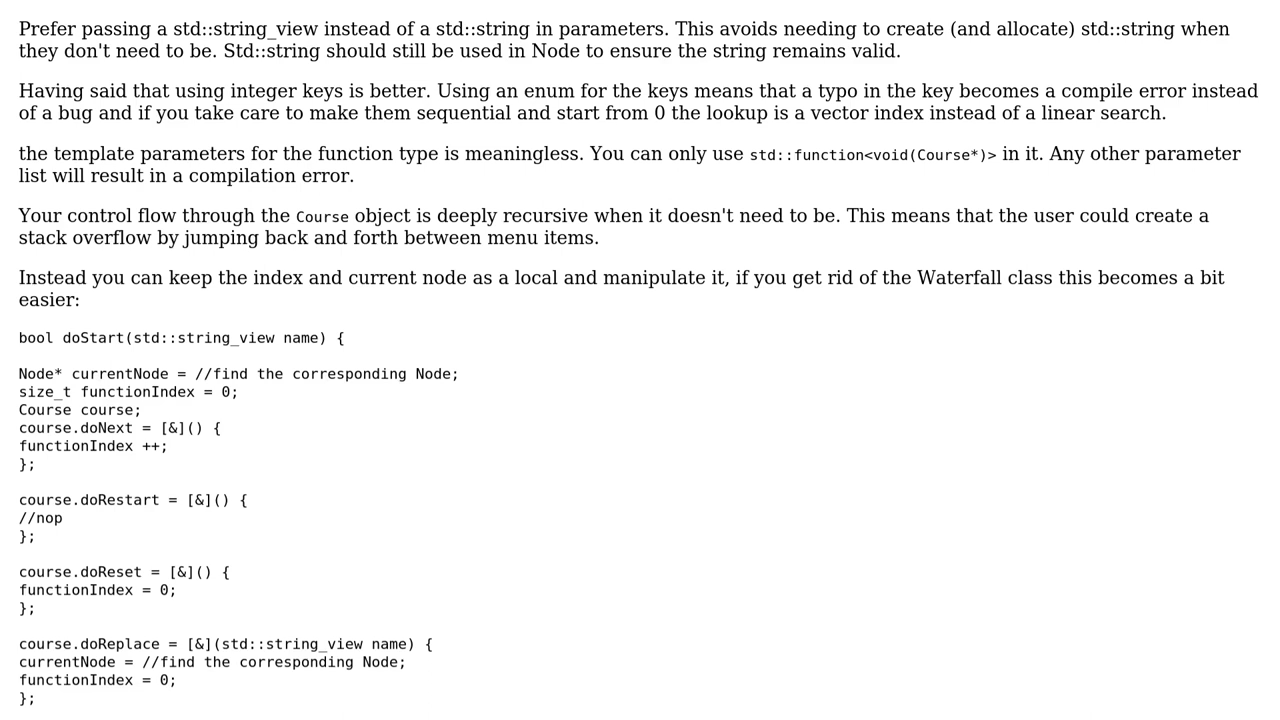 Prefer passing a std::string_view instead of a std::string in parameters. This avoids needing to create (and allocate) std::string when
they don't need to be. Std::string should still be used in Node to ensure the string remains valid.
Having said that using integer keys is better. Using an enum for the keys means that a typo in the key becomes a compile error instead
of a bug and if you take care to make them sequential and start from 0 the lookup is a vector index instead of a linear search.
the template parameters for the function type is meaningless. You can only use std::function<void(Course*)> in it. Any other parameter
list will result in a compilation error.
Your control flow through the Course object is deeply recursive when it doesn't need to be. This means that the user could create a
stack overflow by jumping back and forth between menu items.
Instead you can keep the index and current node as a local and manipulate it, if you get rid of the Waterfall class this becomes a bit
easier:
bool doStart(std::string_view name) {
Node* currentNode = //find the corresponding Node;
size_t functionIndex = 0;
Course course;
course.doNext = [&]() {
functionIndex ++;
};
course.doRestart = [&]() {
//nop
};
course.doReset = [&]() {
functionIndex = 0;
};
course.doReplace = [&](std::string_view name) {
currentNode = //find the corresponding Node;
functionIndex = 0;
};